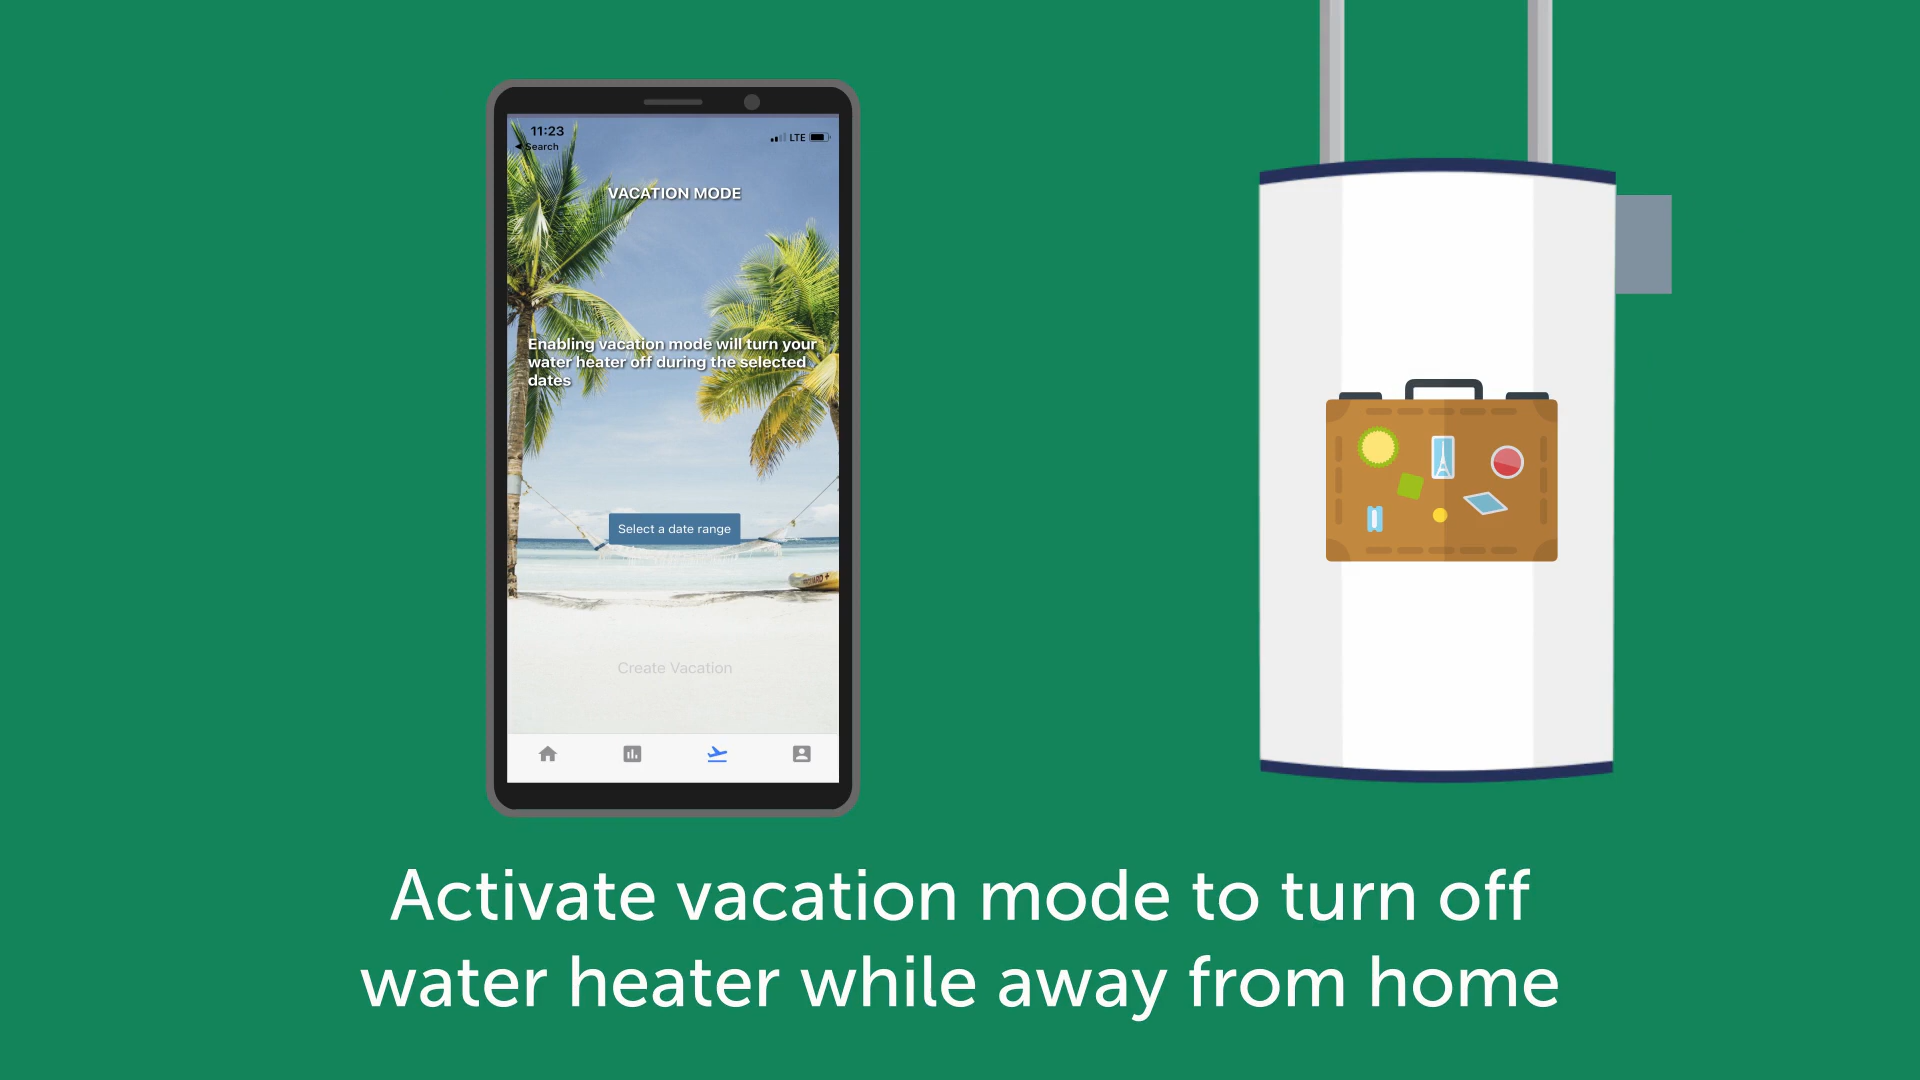 11:23
Search
LTE
VACATION MODE
Enabling vacation mode will turn your
water heater off during the selected
dates
Select a date range
Create Vacation
Activate vacation mode to turn off
water heater while away from home